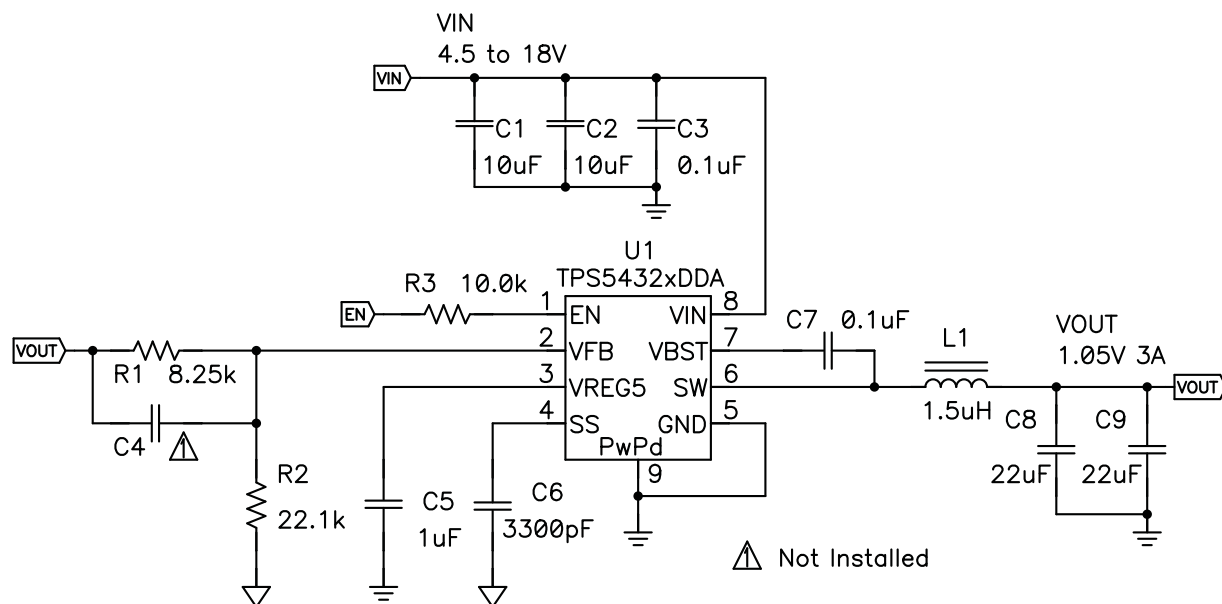 VIN
4.5 to 18V
VIN
C1
C2
C3
10uF
10uF
0.1uF
U1
TPS5432xDDA
R3 10.0k
EN
1
EN
VIN
8
C7
0.1uF
VOUT
R1
8.25k
2
VFB
VBST
7
L1
VOUT
1.05V 3A
3
VREG5
SW
6
1.5uH
VOUT
C4
1
4
SS
GND
5
C8
C9
PwPd
9
22uF
22uF
R2
22.1k
C5
1uF
C6
3300pF
1 Not Installed